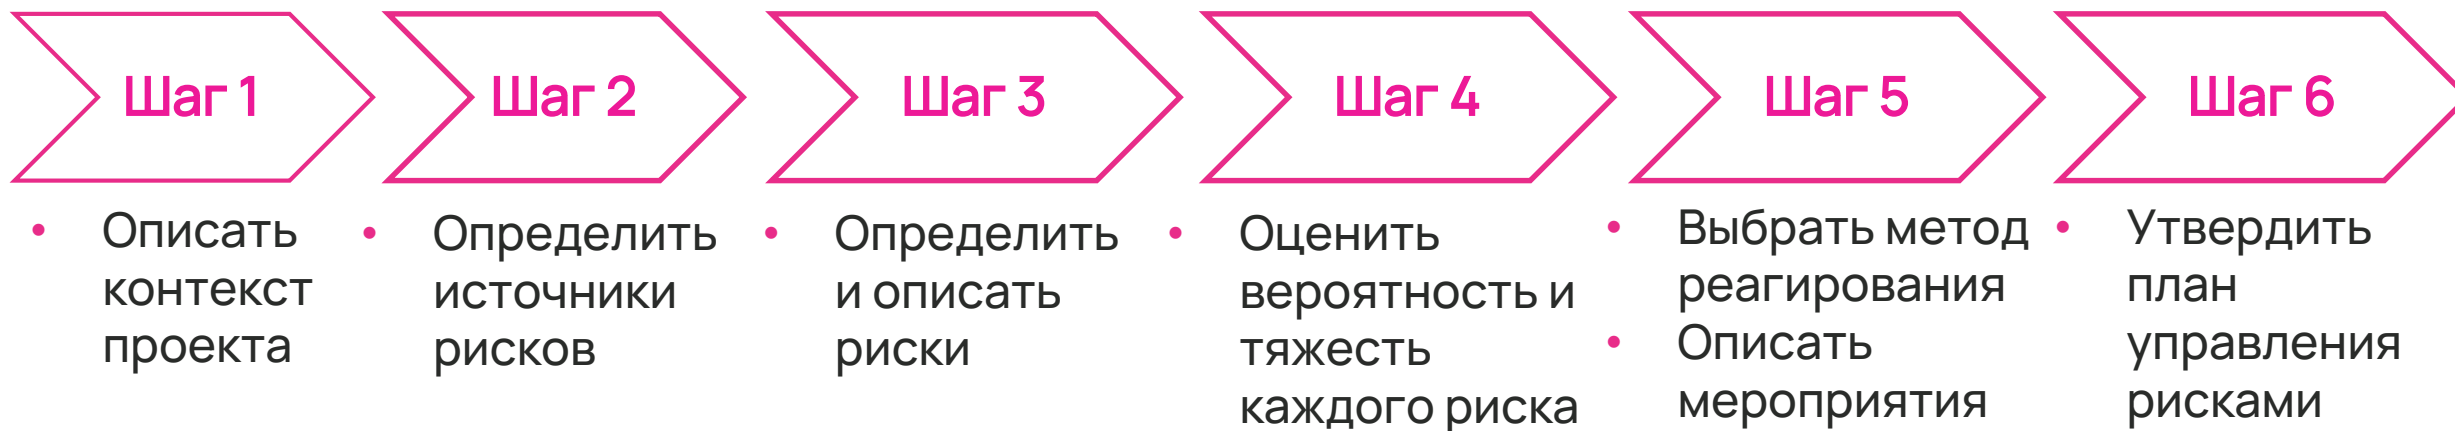 Шаг 1
Шаг 2
Шаг 3
Шаг 4
Шаг 5
Шаг 6
• Описать
контекст
проекта
• Определить
источники
рисков
• Определить
и описать
риски
• Оценить
вероятность и
тяжесть
каждого риска
• Выбрать метод
реагирования
• Описать
мероприятия
• Утвердить
план
управления
рисками